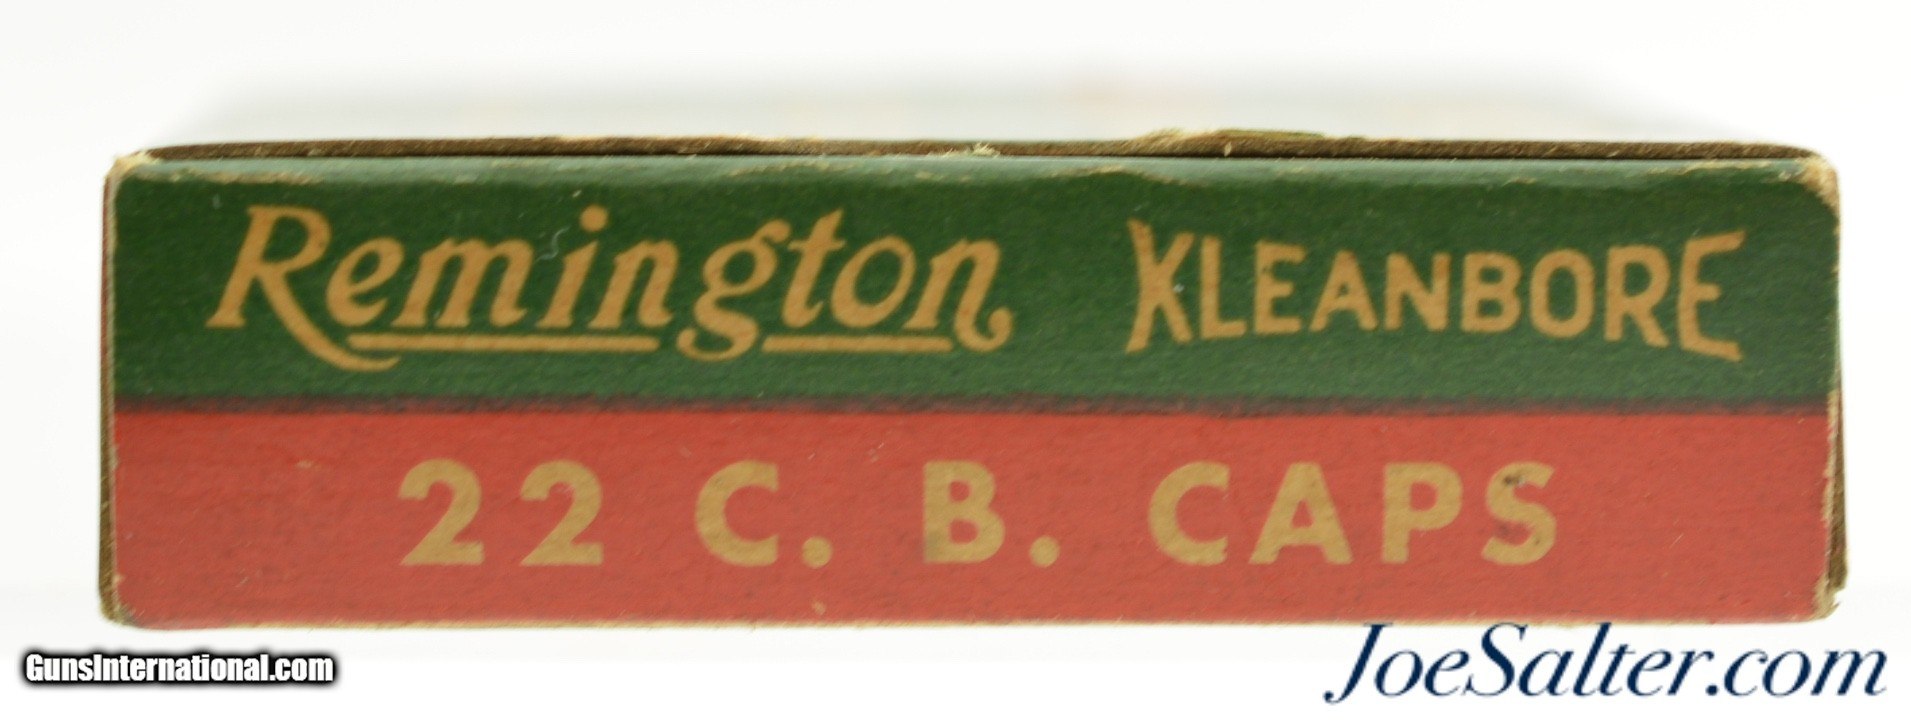 Remington KLEANBORE
22 C. B. CAPS
GunsInternational.com
JoeSalter.com